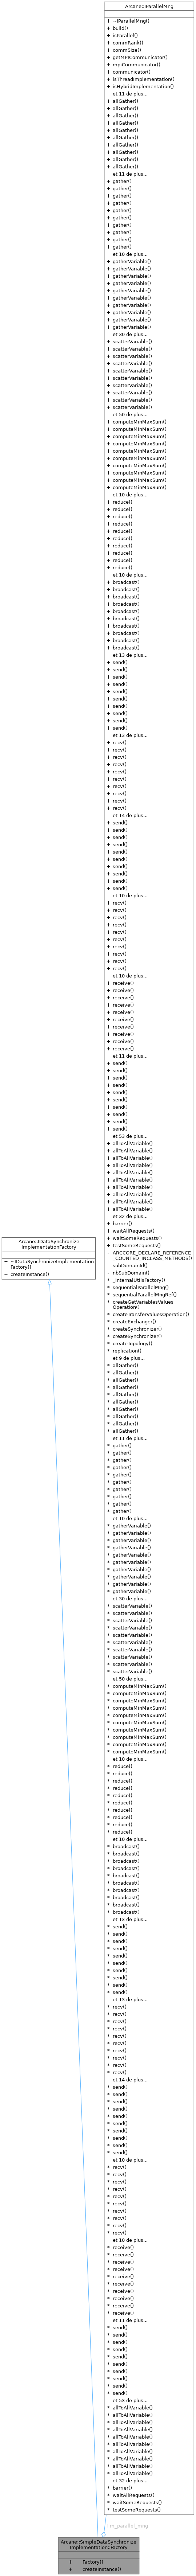 Arcane::IParallelMng
+ ~IParallelMng()
+ build()
+ isParallel()
+ commRank()
+ commSize()
+ getMPICommunicator()
+ mpiCommunicator()
+ communicator()
+ isThreadImplementation()
+ isHybridImplementation()
et 11 de plus...
+ allGather()
+ allGather()
+ allGather()
+ allGather()
+ allGather()
+ allGather()
+ allGather()
+ allGather()
+ allGather()
+ allGather()
et 11 de plus...
+ gather()
+ gather()
+ gather()
+ gather()
+ gather()
+ gather()
+ gather()
+ gather()
+ gather()
+ gather()
et 10 de plus...
+ gatherVariable()
+ gatherVariable()
+ gatherVariable()
+ gatherVariable()
+ gatherVariable()
+ gatherVariable()
+ gatherVariable()
+ gatherVariable()
+ gatherVariable()
+ gatherVariable()
et 30 de plus...
+ scatterVariable()
+ scatterVariable()
+ scatterVariable()
+ scatterVariable()
+ scatterVariable()
+ scatterVariable()
+ scatterVariable()
+ scatterVariable()
+ scatterVariable()
+ scatterVariable()
et 50 de plus...
+ computeMinMaxSum()
+ computeMinMaxSum()
+ computeMinMaxSum()
+ computeMinMaxSum()
+ computeMinMaxSum()
+ computeMinMaxSum()
+ computeMinMaxSum()
+ computeMinMaxSum()
+ computeMinMaxSum()
+ computeMinMaxSum()
et 10 de plus...
+ reduce()
+ reduce()
+ reduce()
+ reduce()
+ reduce()
+ reduce()
+ reduce()
+ reduce()
+ reduce()
+ reduce()
et 10 de plus...
+ broadcast()
+ broadcast()
+ broadcast()
+ broadcast()
+ broadcast()
+ broadcast()
+ broadcast()
+ broadcast()
+ broadcast()
+ broadcast()
et 13 de plus...
+ send()
+ send()
+ send()
+ send()
+ send()
+ send()
+ send()
+ send()
+ send()
+ send()
et 13 de plus...
+ recv()
+ recv()
+ recv()
+ recv()
+ recv()
+ recv()
+ recv()
+ recv()
+ recv()
+ recv()
et 14 de plus...
+ send()
+ send()
+ send()
+ send()
+ send()
+ send()
+ send()
+ send()
+ send()
+ send()
et 10 de plus...
+ recv()
+ recv()
+ recv()
+ recv()
+ recv()
+ recv()
+ recv()
+ recv()
+ recv()
+ recv()
et 10 de plus...
+ receive()
+ receive()
+ receive()
+ receive()
+ receive()
+ receive()
+ receive()
+ receive()
+ receive()
+ receive()
et 11 de plus...
+ send()
+ send()
+ send()
+ send()
+ send()
+ send()
+ send()
+ send()
+ send()
+ send()
et 53 de plus...
+ allToAllVariable()
+ allToAllVariable()
+ allToAllVariable()
+ allToAllVariable()
+ allToAllVariable()
+ allToAllVariable()
+ allToAllVariable()
+ allToAllVariable()
+ allToAllVariable()
+ allToAllVariable()
et 32 de plus...
+ barrier()
+ waitAllRequests()
+ waitSomeRequests()
+ testSomeRequests()
ARCCORE_DECLARE_REFERENCE
_COUNTED_INCLASS_METHODS()
* subDomainId()
* nbSubDomain()
* _internalUtilsFactory()
* sequentialParallelMng()
* sequentialParallelMngRef()
* createGetVariablesValues
Operation()
* createTransferValuesOperation()
* createExchanger()
* createSynchronizer()
* createSynchronizer()
* createTopology()
* replication()
et 9 de plus...
* allGather()
* allGather()
* allGather()
* allGather()
* allGather()
* allGather()
* allGather()
* allGather()
* allGather()
* allGather()
et 11 de plus...
* gather()
* gather()
* gather()
* gather()
* gather()
* gather()
* gather()
* gather()
* gather()
* gather()
et 10 de plus...
* gatherVariable()
* gatherVariable()
* gatherVariable()
* gatherVariable()
* gatherVariable()
* gatherVariable()
* gatherVariable()
* gatherVariable()
* gatherVariable()
* gatherVariable()
et 30 de plus...
* scatterVariable()
* scatterVariable()
* scatterVariable()
* scatterVariable()
* scatterVariable()
* scatterVariable()
* scatterVariable()
* scatterVariable()
* scatterVariable()
* scatterVariable()
et 50 de plus...
* computeMinMaxSum()
* computeMinMaxSum()
* computeMinMaxSum()
* computeMinMaxSum()
* computeMinMaxSum()
* computeMinMaxSum()
* computeMinMaxSum()
* computeMinMaxSum()
* computeMinMaxSum()
* computeMinMaxSum()
et 10 de plus...
* reduce()
* reduce()
* reduce()
* reduce()
* reduce()
* reduce()
* reduce()
* reduce()
* reduce()
* reduce()
et 10 de plus...
* broadcast()
* broadcast()
* broadcast()
* broadcast()
* broadcast()
* broadcast()
* broadcast()
* broadcast()
* broadcast()
* broadcast()
et 13 de plus...
* send()
* send()
* send()
* send()
* send()
* send()
* send()
* send()
* send()
* send()
et 13 de plus...
* recv()
* recv()
* recv()
* recv()
* recv()
* recv()
* recv()
* recv()
* recv()
* recv()
et 14 de plus...
* send()
* send()
* send()
* send()
* send()
* send()
* send()
* send()
* send()
* send()
et 10 de plus...
* recv()
* recv()
* recv()
* recv()
* recv()
* recv()
* recv()
* recv()
* recv()
* recv()
et 10 de plus...
* receive()
* receive()
* receive()
* receive()
* receive()
* receive()
* receive()
* receive()
* receive()
* receive()
et 11 de plus...
* send()
* send()
* send()
* send()
* send()
* send()
* send()
* send()
* send()
* send()
et 53 de plus...
* allToAllVariable()
* allToAllVariable()
* allToAllVariable()
* allToAllVariable()
* allToAllVariable()
* allToAllVariable()
* allToAllVariable()
* allToAllVariable()
* allToAllVariable()
* allToAllVariable()
et 32 de plus...
* barrier()
* waitAllRequests()
* waitSomeRequests()
* testSomeRequests()
Arcane::IDataSynchronize
ImplementationFactory
+ ~IDataSynchronizeImplementation
Factory()
+ createInstance()
-m_parallel_mng
Arcane::SimpleDataSynchronize
Implementation::Factory
+ Factory()
+ createInstance()